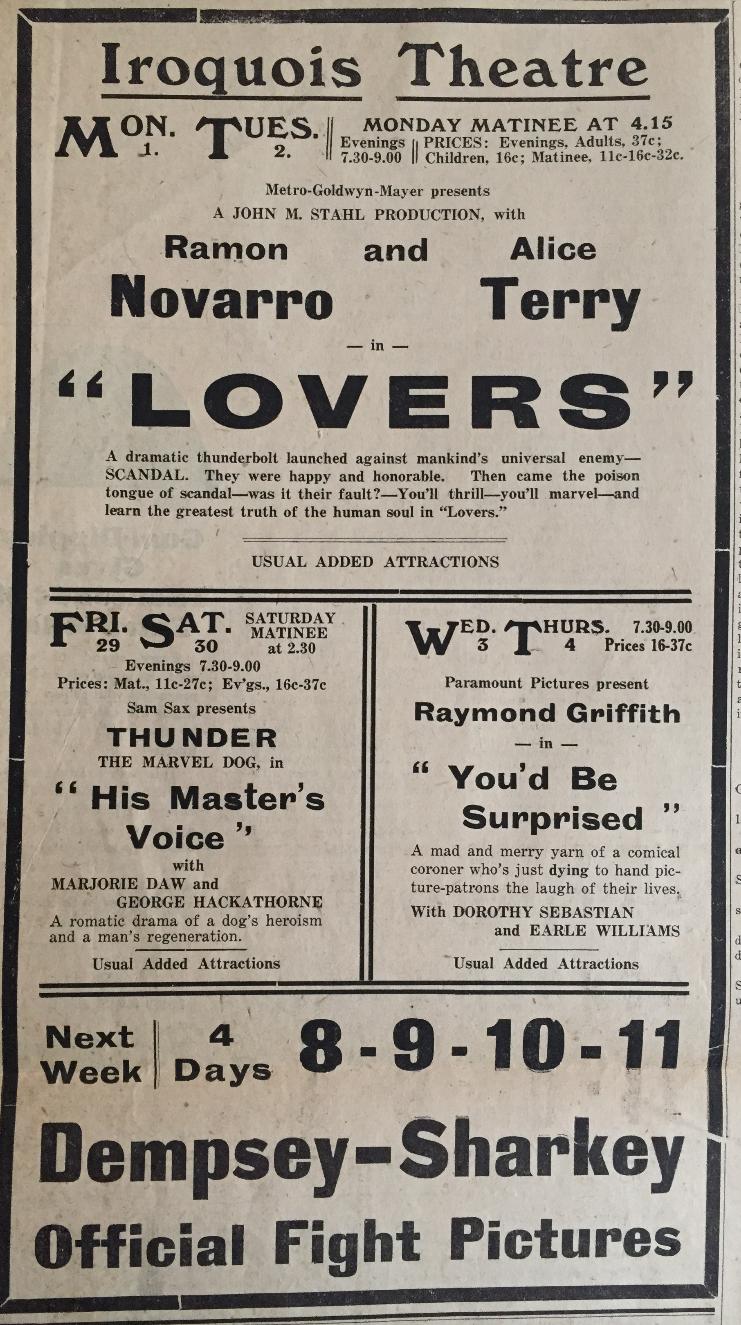 Iroquois Theatre
MON. 1. TUES. 2.
MONDAY MATINEE AT 4.15
Evenings 7.30-9.00
PRICES: Evenings, Adults, 37c;
Children, 16c; Matinee, 11c-16c-32c.
Metro-Goldwyn-Mayer presents
A JOHN M. STAHL PRODUCTION, with
Ramon and Alice
Novarro Terry
— in —
“LOVERS”
A dramatic thunderbolt launched against mankind's universal enemy—
SCANDAL. They were happy and honorable. Then came the poison
tongue of scandal—was it their fault?—You'll thrill—you'll marvel—and
learn the greatest truth of the human soul in “Lovers.”
USUAL ADDED ATTRACTIONS
FRI. 29 SAT. 30
SATURDAY
MATINEE
at 2.30
Evenings 7.30-9.00
Prices: Mat., 11c-27c; Ev'gs., 16c-37c
Sam Sax presents
THUNDER
THE MARVEL DOG, in
“His Master's
Voice”
with
MARJORIE DAW and
GEORGE HACKATHORNE
A romatic drama of a dog's heroism
and a man's regeneration.
Usual Added Attractions
WED. 3 THURS. 4
7.30-9.00
Prices 16-37c
Paramount Pictures present
Raymond Griffith
— in —
“You'd Be
Surprised”
A mad and merry yarn of a comical
coroner who's just dying to hand pic-
ture-patrons the laugh of their lives.
With DOROTHY SEBASTIAN
and EARLE WILLIAMS
Usual Added Attractions
Next Week
4 Days
8-9-10-11
Dempsey-Sharkey
Official Fight Pictures